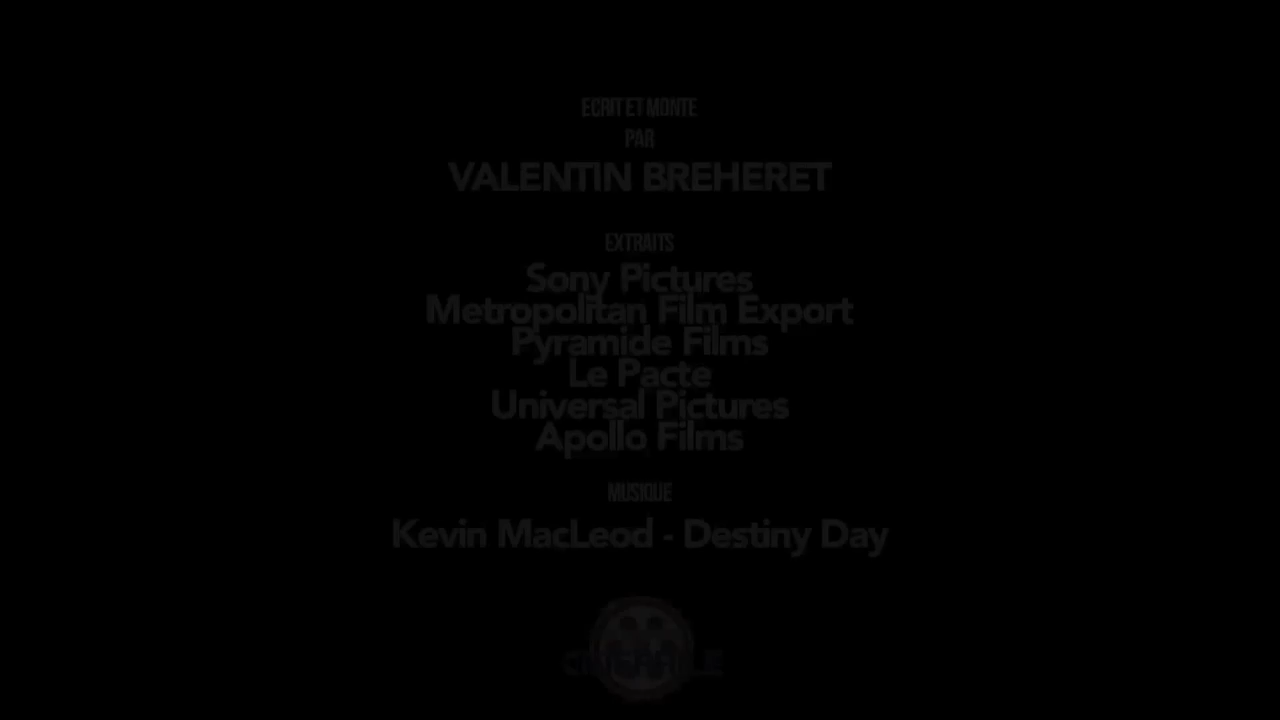 ECRIT ET MONTE
PAR
VALENTIN BREHERET
EXTRAITS
Sony Pictures
Metropolitan Film Export
Pyramide Films
Le Pacte
Universal Pictures
Apollo Films
MUSIQUE
Kevin MacLeod - Destiny Day